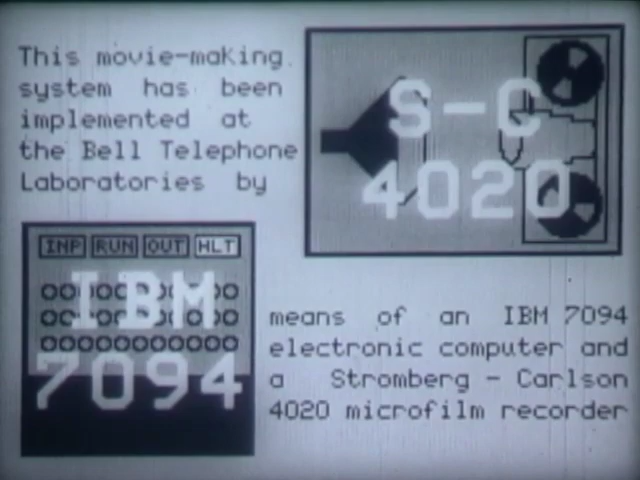 This movie-making
system has been
implemented at
the Bell Telephone
Laboratories by
S-C
4020
INP RUN OUT HLT
IBM
7094
means of an IBM 7094
electronic computer and
a Stromberg - Carlson
4020 microfilm recorder